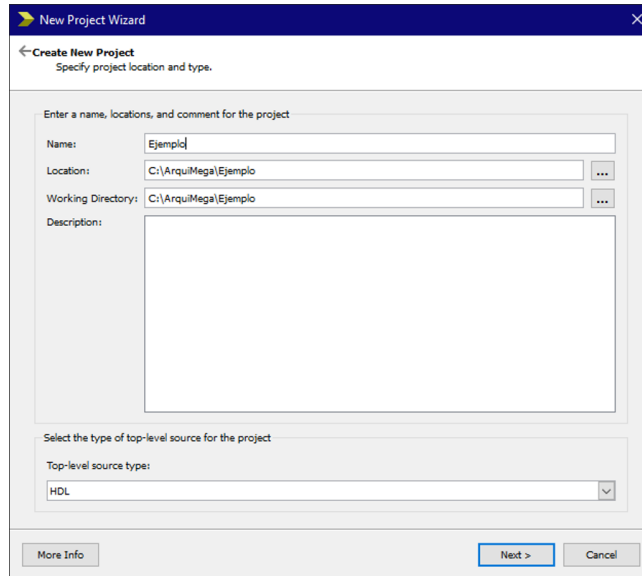 New Project Wizard
Create New Project
Specify project location and type.
Enter a name, locations, and comment for the project
Name: Ejemplo
Location: C:\ArquiMega\Ejemplo ...
Working Directory: C:\ArquiMega\Ejemplo ...
Description:
Select the type of top-level source for the project
Top-level source type:
HDL
More Info Next > Cancel